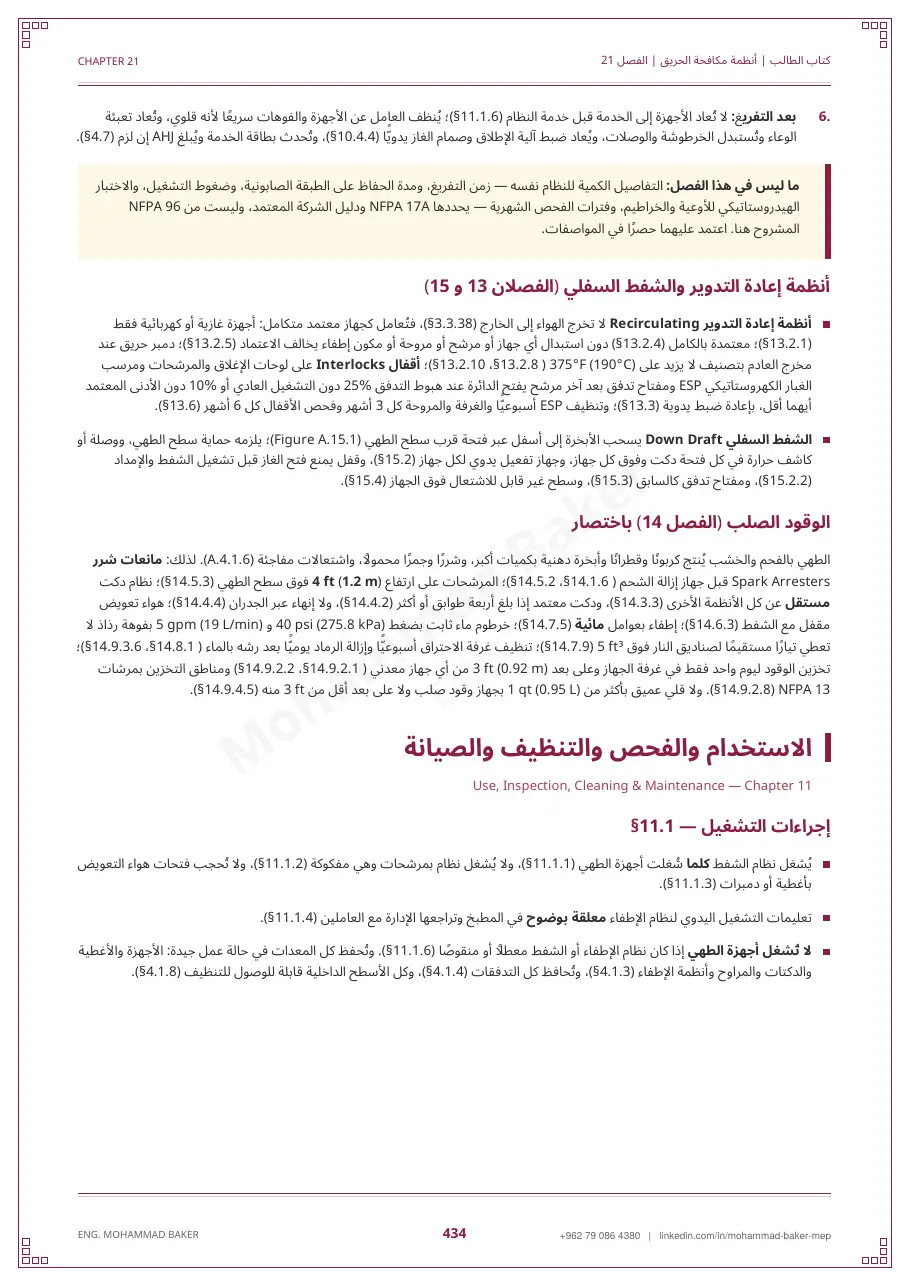 CHAPTER 21
كتاب الطالب | أنظمة مكافحة الحريق | الفصل 21
6. بعد التفريغ: لا تُعاد الأجهزة إلى الخدمة قبل خدمة النظام (§11.1.6)؛ يُنظف العامل عن الأجهزة والفوهات سريعًا لأنه قلوي، وتُعاد تعبئة
الوعاء وتُستبدل الخرطوشة والوصلات، ويُعاد ضبط آلية الإطلاق وصمام الغاز يدويًّا (§10.4.4)، وتُحدث بطاقة الخدمة ويُبلغ AHJ إن لزم (§4.7).
ما ليس في هذا الفصل: التفاصيل الكمية للنظام نفسه — زمن التفريغ، ومدة الحفاظ على الطبقة الصابونية، وضغوط التشغيل، والاختبار
الهيدروستاتيكي للأوعية والخراطيم، وفترات الفحص الشهرية — يحددها NFPA 17A ودليل الشركة المعتمد، وليست من NFPA 96
المشروح هنا. اعتمد عليهما حصرًا في المواصفات.
أنظمة إعادة التدوير والشفط السفلي (الفصلان 13 و 15)
أنظمة إعادة التدوير Recirculating لا تخرج الهواء إلى الخارج (§3.3.38)، فتُعامل كجهاز معتمد متكامل: أجهزة غازية أو كهربائية فقط
(§13.2.1)؛ معتمدة بالكامل (§13.2.4) دون استبدال أي جهاز أو مرشح أو مروحة أو مكون إطفاء يخالف الاعتماد (§13.2.5)؛ دمبر حريق عند
مخرج العادم بتصنيف لا يزيد على 375°F (190°C) (§13.2.8، §13.2.10)؛ أقفال Interlocks على لوحات الإغلاق والمرشحات ومرسب
الغبار الكهروستاتيكي ESP ومفتاح تدفق بعد آخر مرشح يفتح الدائرة عند هبوط التدفق 25% دون التشغيل العادي أو 10% دون الأدنى المعتمد
أيهما أقل، بإعادة ضبط يدوية (§13.3)؛ وتنظيف ESP أسبوعيًّا والغرفة والمروحة كل 3 أشهر وفحص الأقفال كل 6 أشهر (§13.6).
الشفط السفلي Down Draft يسحب الأبخرة إلى أسفل عبر فتحة قرب سطح الطهي (Figure A.15.1)؛ يلزمه حماية سطح الطهي، ووصلة أو
كاشف حرارة في كل فتحة دكت وفوق كل جهاز، وجهاز تفعيل يدوي لكل جهاز (§15.2)، وقفل يمنع فتح الغاز قبل تشغيل الشفط والإمداد
(§15.2.2)، ومفتاح تدفق كالسابق (§15.3)، وسطح غير قابل للاشتعال فوق الجهاز (§15.4).
الوقود الصلب (الفصل 14) باختصار
الطهي بالفحم والخشب يُنتج كربونًا وقطرانًا وأبخرة دهنية بكميات أكبر، وشررًا وجمرًا محمولًا، واشتعالات مفاجئة (A.4.1.6). لذلك: مانعات شرر
Spark Arresters قبل جهاز إزالة الشحم (§14.1.6، §14.5.2)؛ المرشحات على ارتفاع 4 ft (1.2 m) فوق سطح الطهي (§14.5.3)؛ نظام دكت
مستقل عن كل الأنظمة الأخرى (§14.3.3)، ودكت معتمد إذا بلغ أربعة طوابق أو أكثر (§14.4.2)، ولا إنهاء عبر الجدران (§14.4.4)؛ هواء تعويض
مقفل مع الشفط (§14.6.3)؛ إطفاء بعوامل مائية (§14.7.5)؛ خرطوم ماء ثابت بضغط 40 psi (275.8 kPa) و 5 gpm (19 L/min) بفوهة رذاذ لا
تعطي تيارًا مستقيمًا لصناديق النار فوق 5 ft³ (§14.7.9)؛ تنظيف غرفة الاحتراق أسبوعيًّا وإزالة الرماد يوميًّا بعد رشه بالماء (§14.8.1، §14.9.3.6)؛
تخزين الوقود ليوم واحد فقط في غرفة الجهاز وعلى بعد 3 ft (0.92 m) من أي جهاز معدني (§14.9.2.1، §14.9.2.2) ومناطق التخزين بمرشات
NFPA 13 (§14.9.2.8). ولا قلي عميق بأكثر من 1 qt (0.95 L) بجهاز وقود صلب ولا على بعد أقل من 3 ft منه (§14.9.4.5).
الاستخدام والفحص والتنظيف والصيانة
Use, Inspection, Cleaning & Maintenance — Chapter 11
إجراءات التشغيل — §11.1
يُشغل نظام الشفط كلما شُغلت أجهزة الطهي (§11.1.1)، ولا يُشغل نظام بمرشحات وهي مفكوكة (§11.1.2)، ولا تُحجب فتحات هواء التعويض
بأغطية أو دمبرات (§11.1.3).
تعليمات التشغيل اليدوي لنظام الإطفاء معلقة بوضوح في المطبخ وتراجعها الإدارة مع العاملين (§11.1.4).
لا تُشغل أجهزة الطهي إذا كان نظام الإطفاء أو الشفط معطلًا أو منقوصًا (§11.1.6). وتُحفظ كل المعدات في حالة عمل جيدة: الأجهزة والأغطية
والدكتات والمراوح وأنظمة الإطفاء (§4.1.3)، وتُحافظ كل التدفقات (§4.1.4)، وكل الأسطح الداخلية قابلة للوصول للتنظيف (§4.1.8).
ENG. MOHAMMAD BAKER
434
+962 79 086 4380 | linkedin.com/in/mohammad-baker-mep